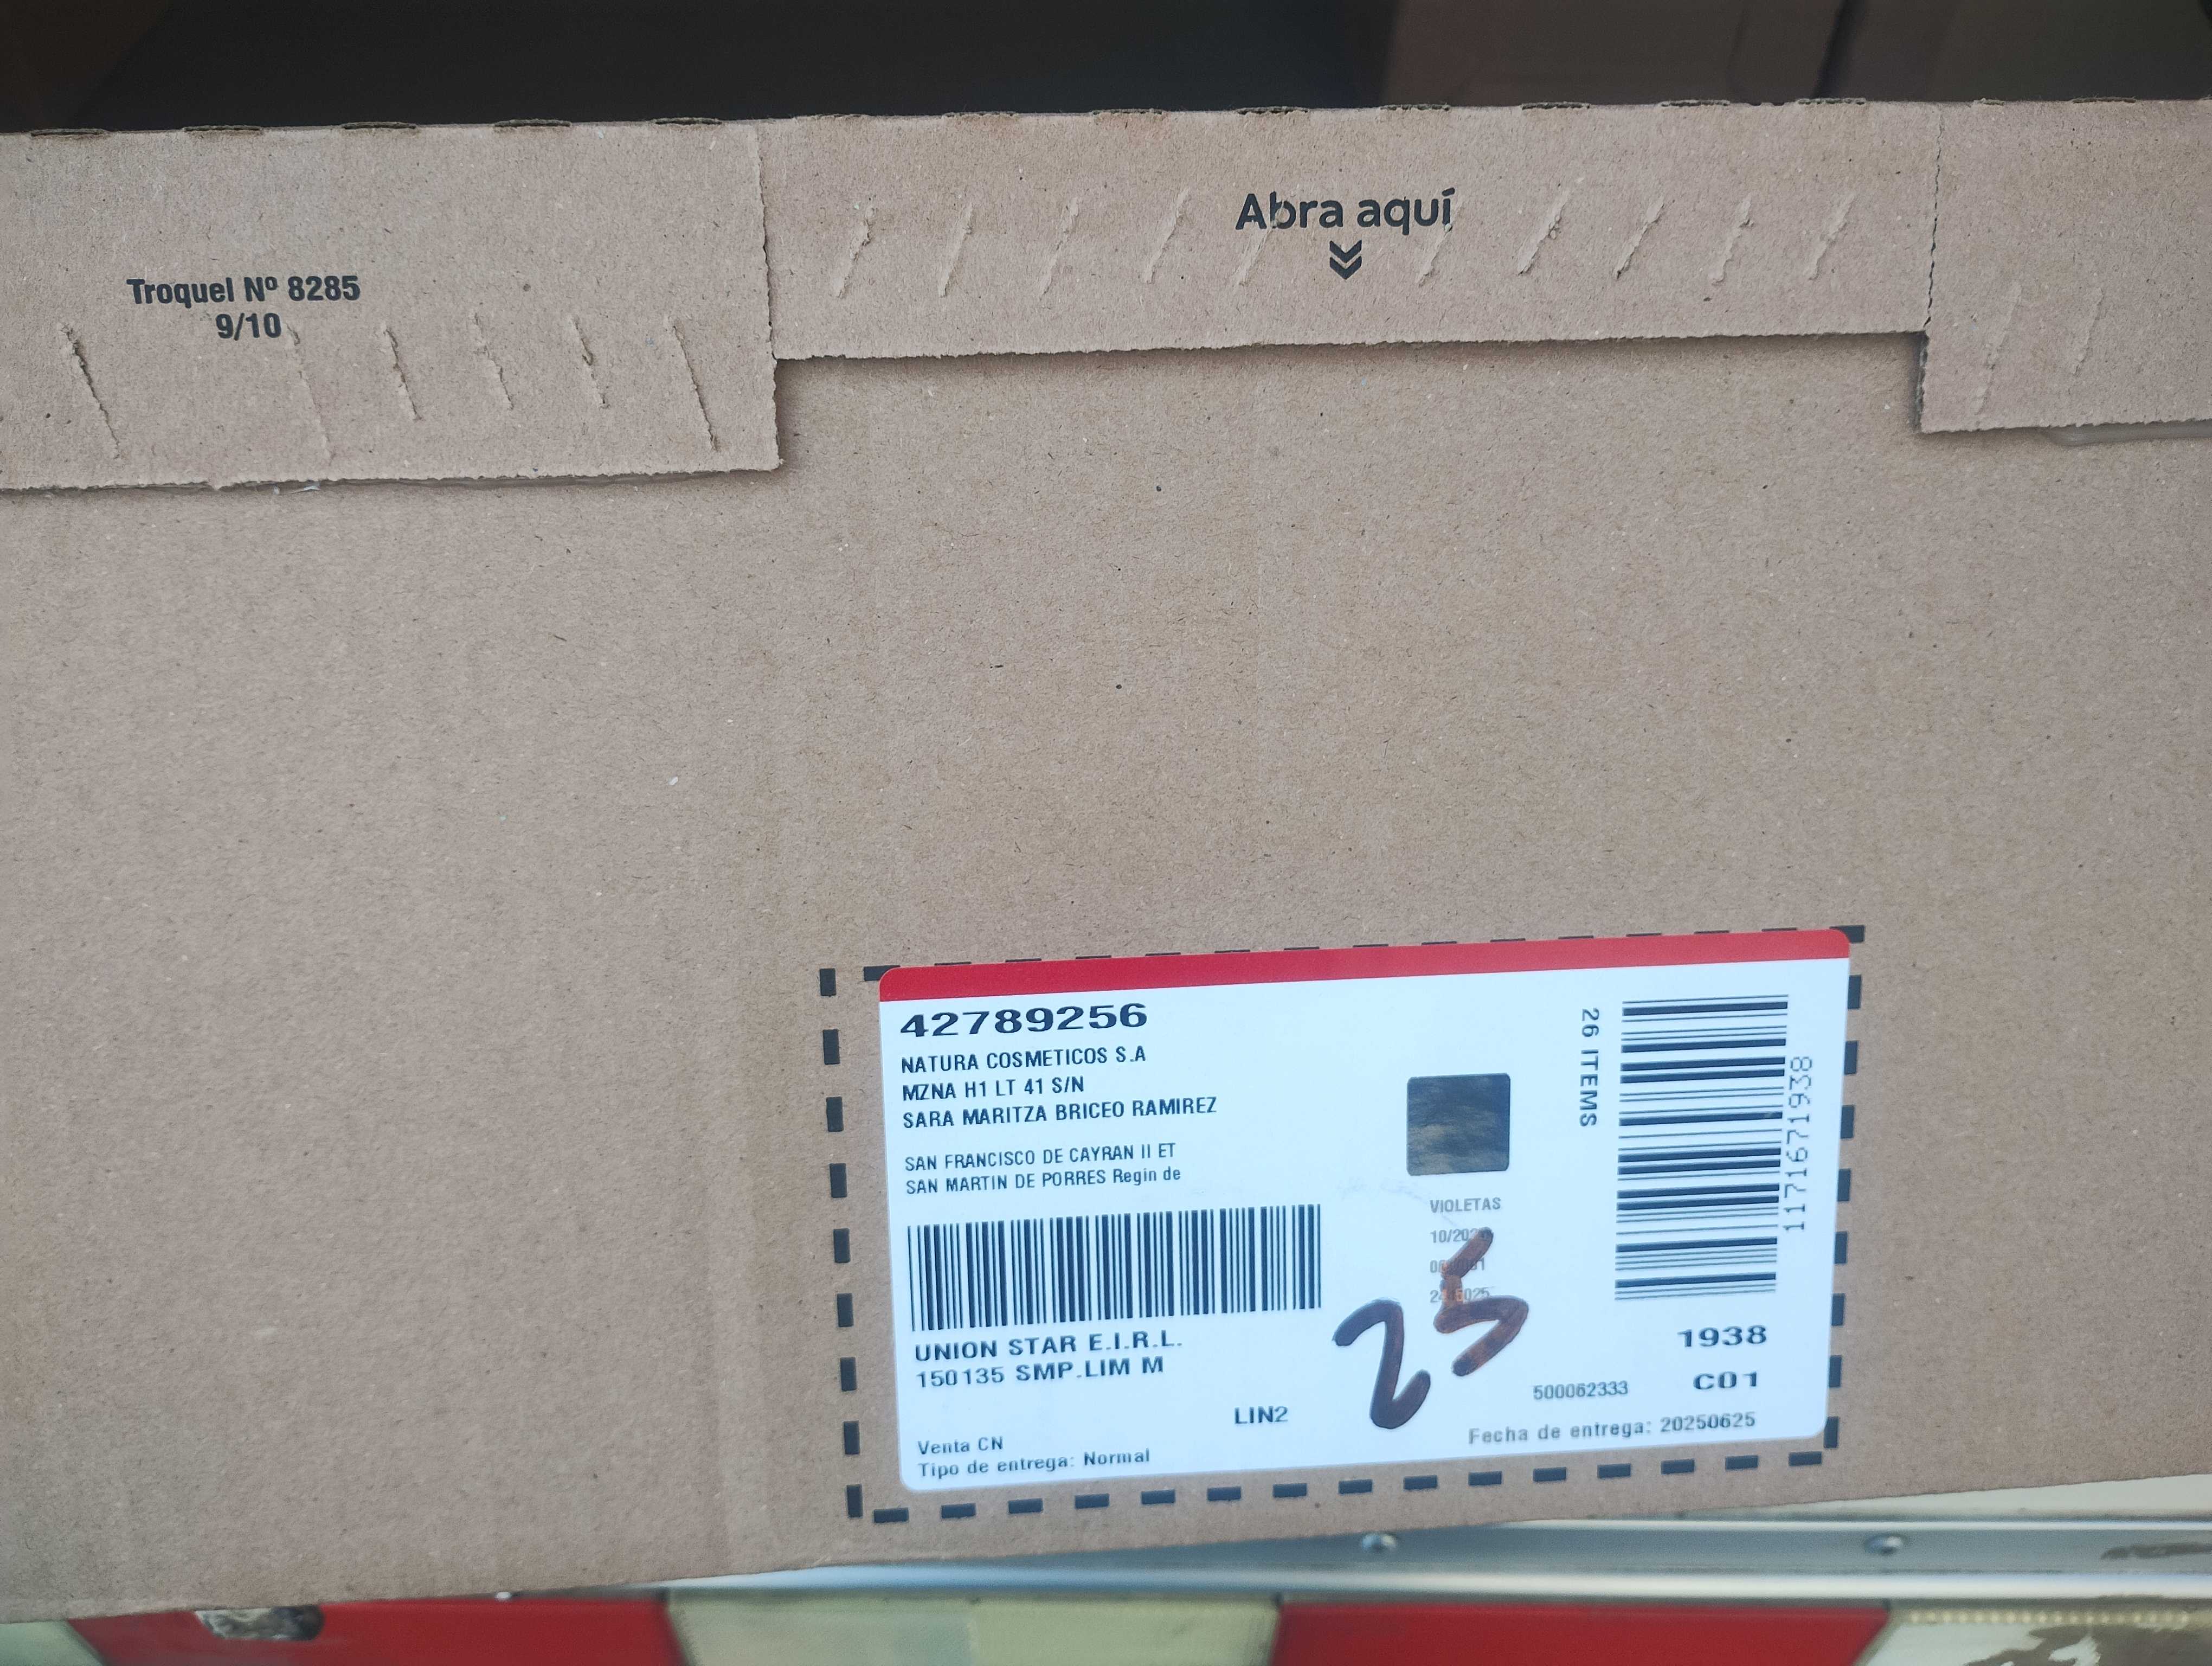 Abra aquí
Troquel Nº 8285
9/10
42789256
NATURA COSMETICOS S.A
MZNA H1 LT 41 S/N
SARA MARITZA BRICEO RAMIREZ
SAN FRANCISCO DE CAYRAN II ET
SAN MARTIN DE PORRES Regin de
26 ITEMS
1171671938
VIOLETAS
25
UNION STAR E.I.R.L.
150135 SMP.LIM M
1938
LIN2
500062333
C01
Venta CN
Tipo de entrega: Normal
Fecha de entrega: 20250625